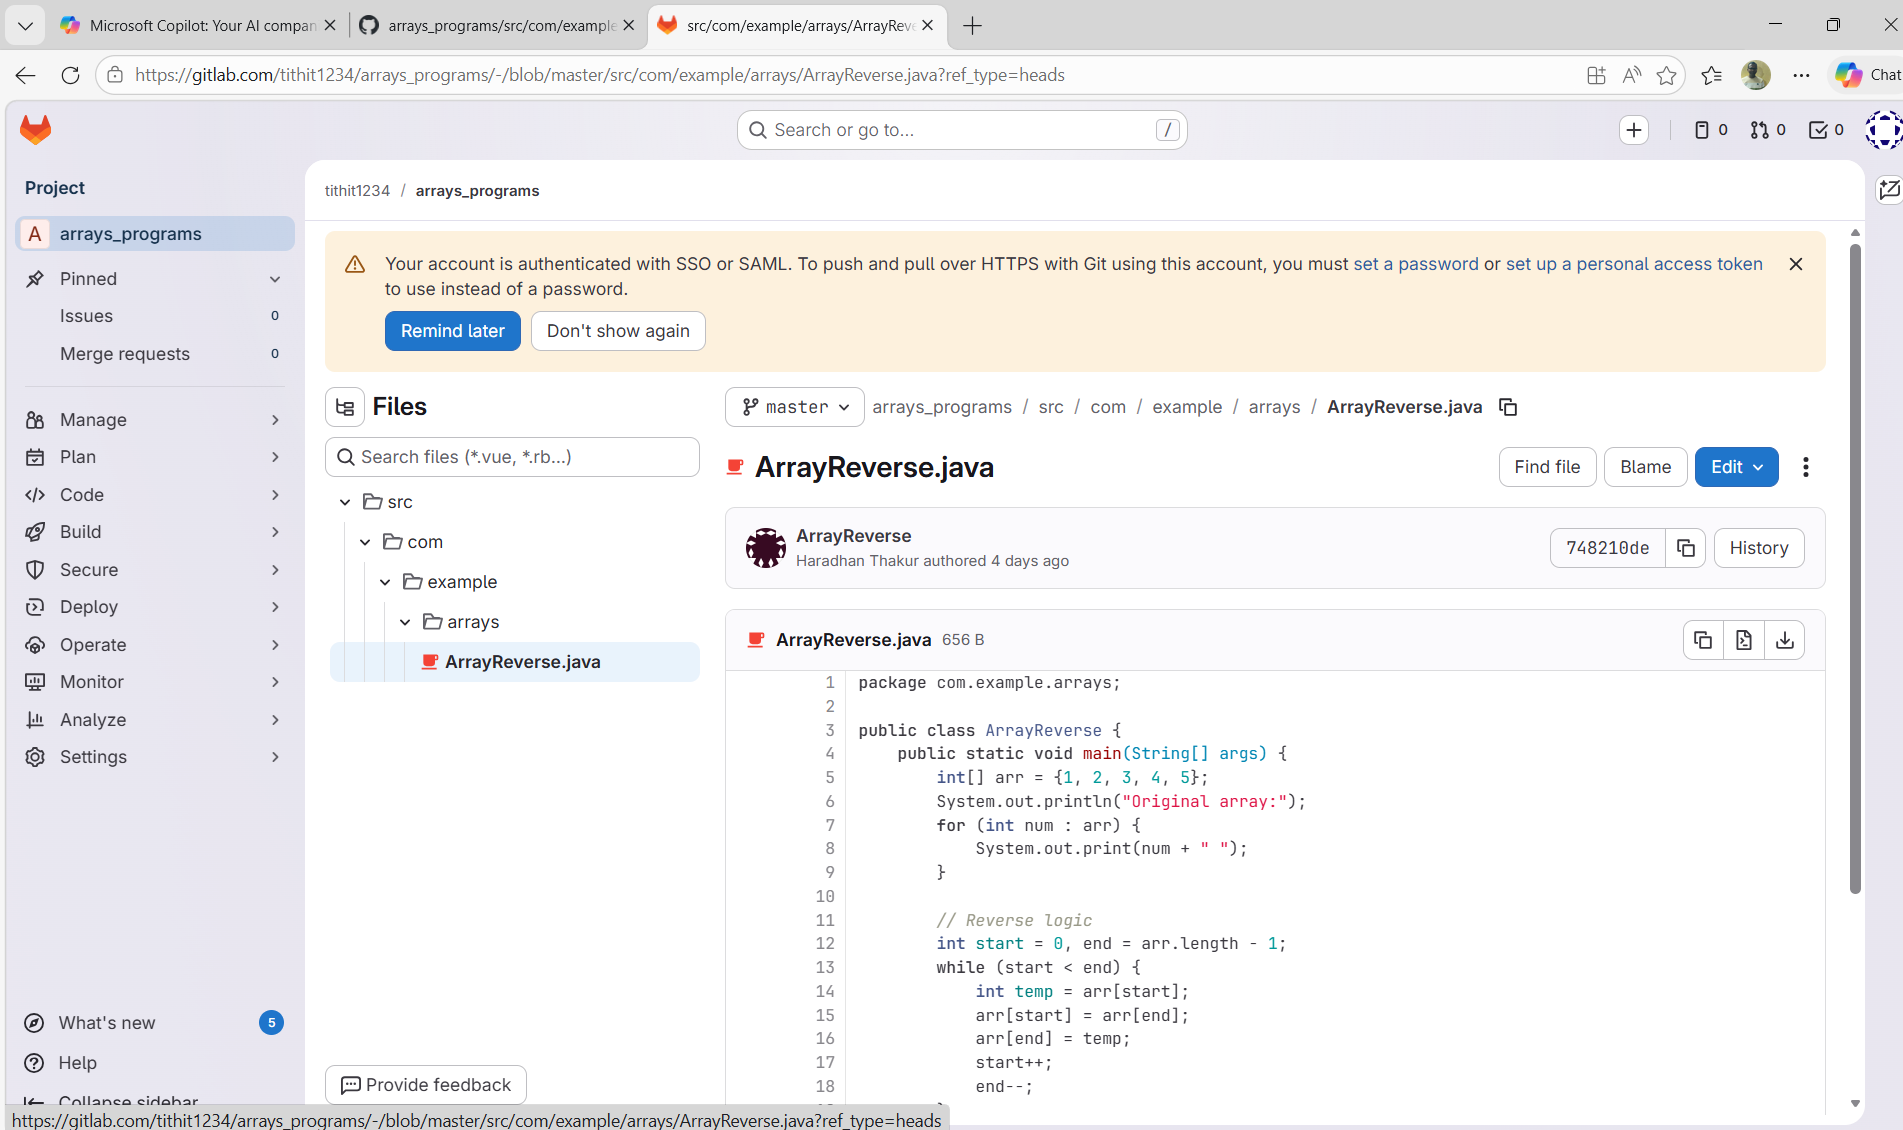 Microsoft Copilot: Your AI compan
arrays_programs/src/com/example
src/com/example/arrays/ArrayReve
https://gitlab.com/tithit1234/arrays_programs/-/blob/master/src/com/example/arrays/ArrayReverse.java?ref_type=heads
Chat
Search or go to...
/
0
0
0
Project
A arrays_programs
Pinned
Issues 0
Merge requests 0
Manage
Plan
Code
Build
Secure
Deploy
Operate
Monitor
Analyze
Settings
What's new 5
Help
Collapse sidebar
tithit1234 / arrays_programs
Your account is authenticated with SSO or SAML. To push and pull over HTTPS with Git using this account, you must set a password or set up a personal access token
to use instead of a password.
Remind later
Don't show again
Files
Search files (*.vue, *.rb...)
src
com
example
arrays
ArrayReverse.java
Provide feedback
master
arrays_programs / src / com / example / arrays / ArrayReverse.java
ArrayReverse.java
Find file
Blame
Edit
ArrayReverse
Haradhan Thakur authored 4 days ago
748210de
History
ArrayReverse.java 656 B
1 package com.example.arrays;
2
3 public class ArrayReverse {
4 public static void main(String[] args) {
5 int[] arr = {1, 2, 3, 4, 5};
6 System.out.println("Original array:");
7 for (int num : arr) {
8 System.out.print(num + " ");
9 }
10
11 // Reverse logic
12 int start = 0, end = arr.length - 1;
13 while (start < end) {
14 int temp = arr[start];
15 arr[start] = arr[end];
16 arr[end] = temp;
17 start++;
18 end--;
https://gitlab.com/tithit1234/arrays_programs/-/blob/master/src/com/example/arrays/ArrayReverse.java?ref_type=heads